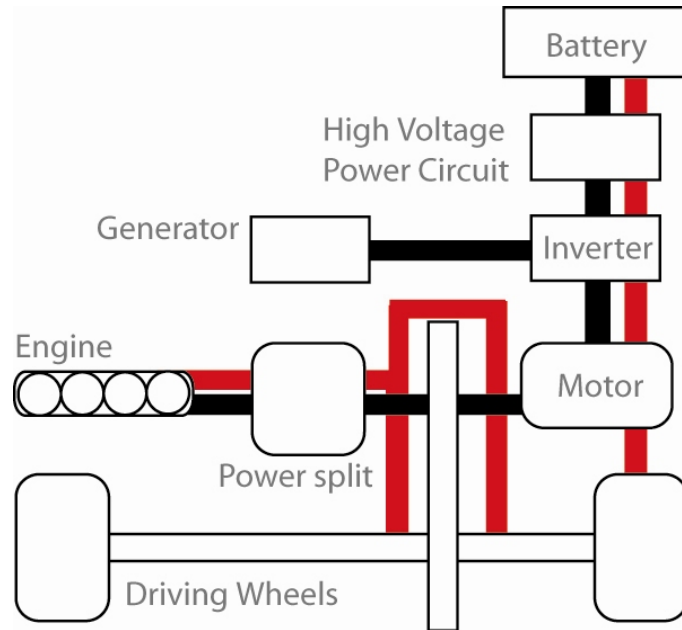 Battery
High Voltage
Power Circuit
Generator
Inverter
Engine
Motor
Power split
Driving Wheels